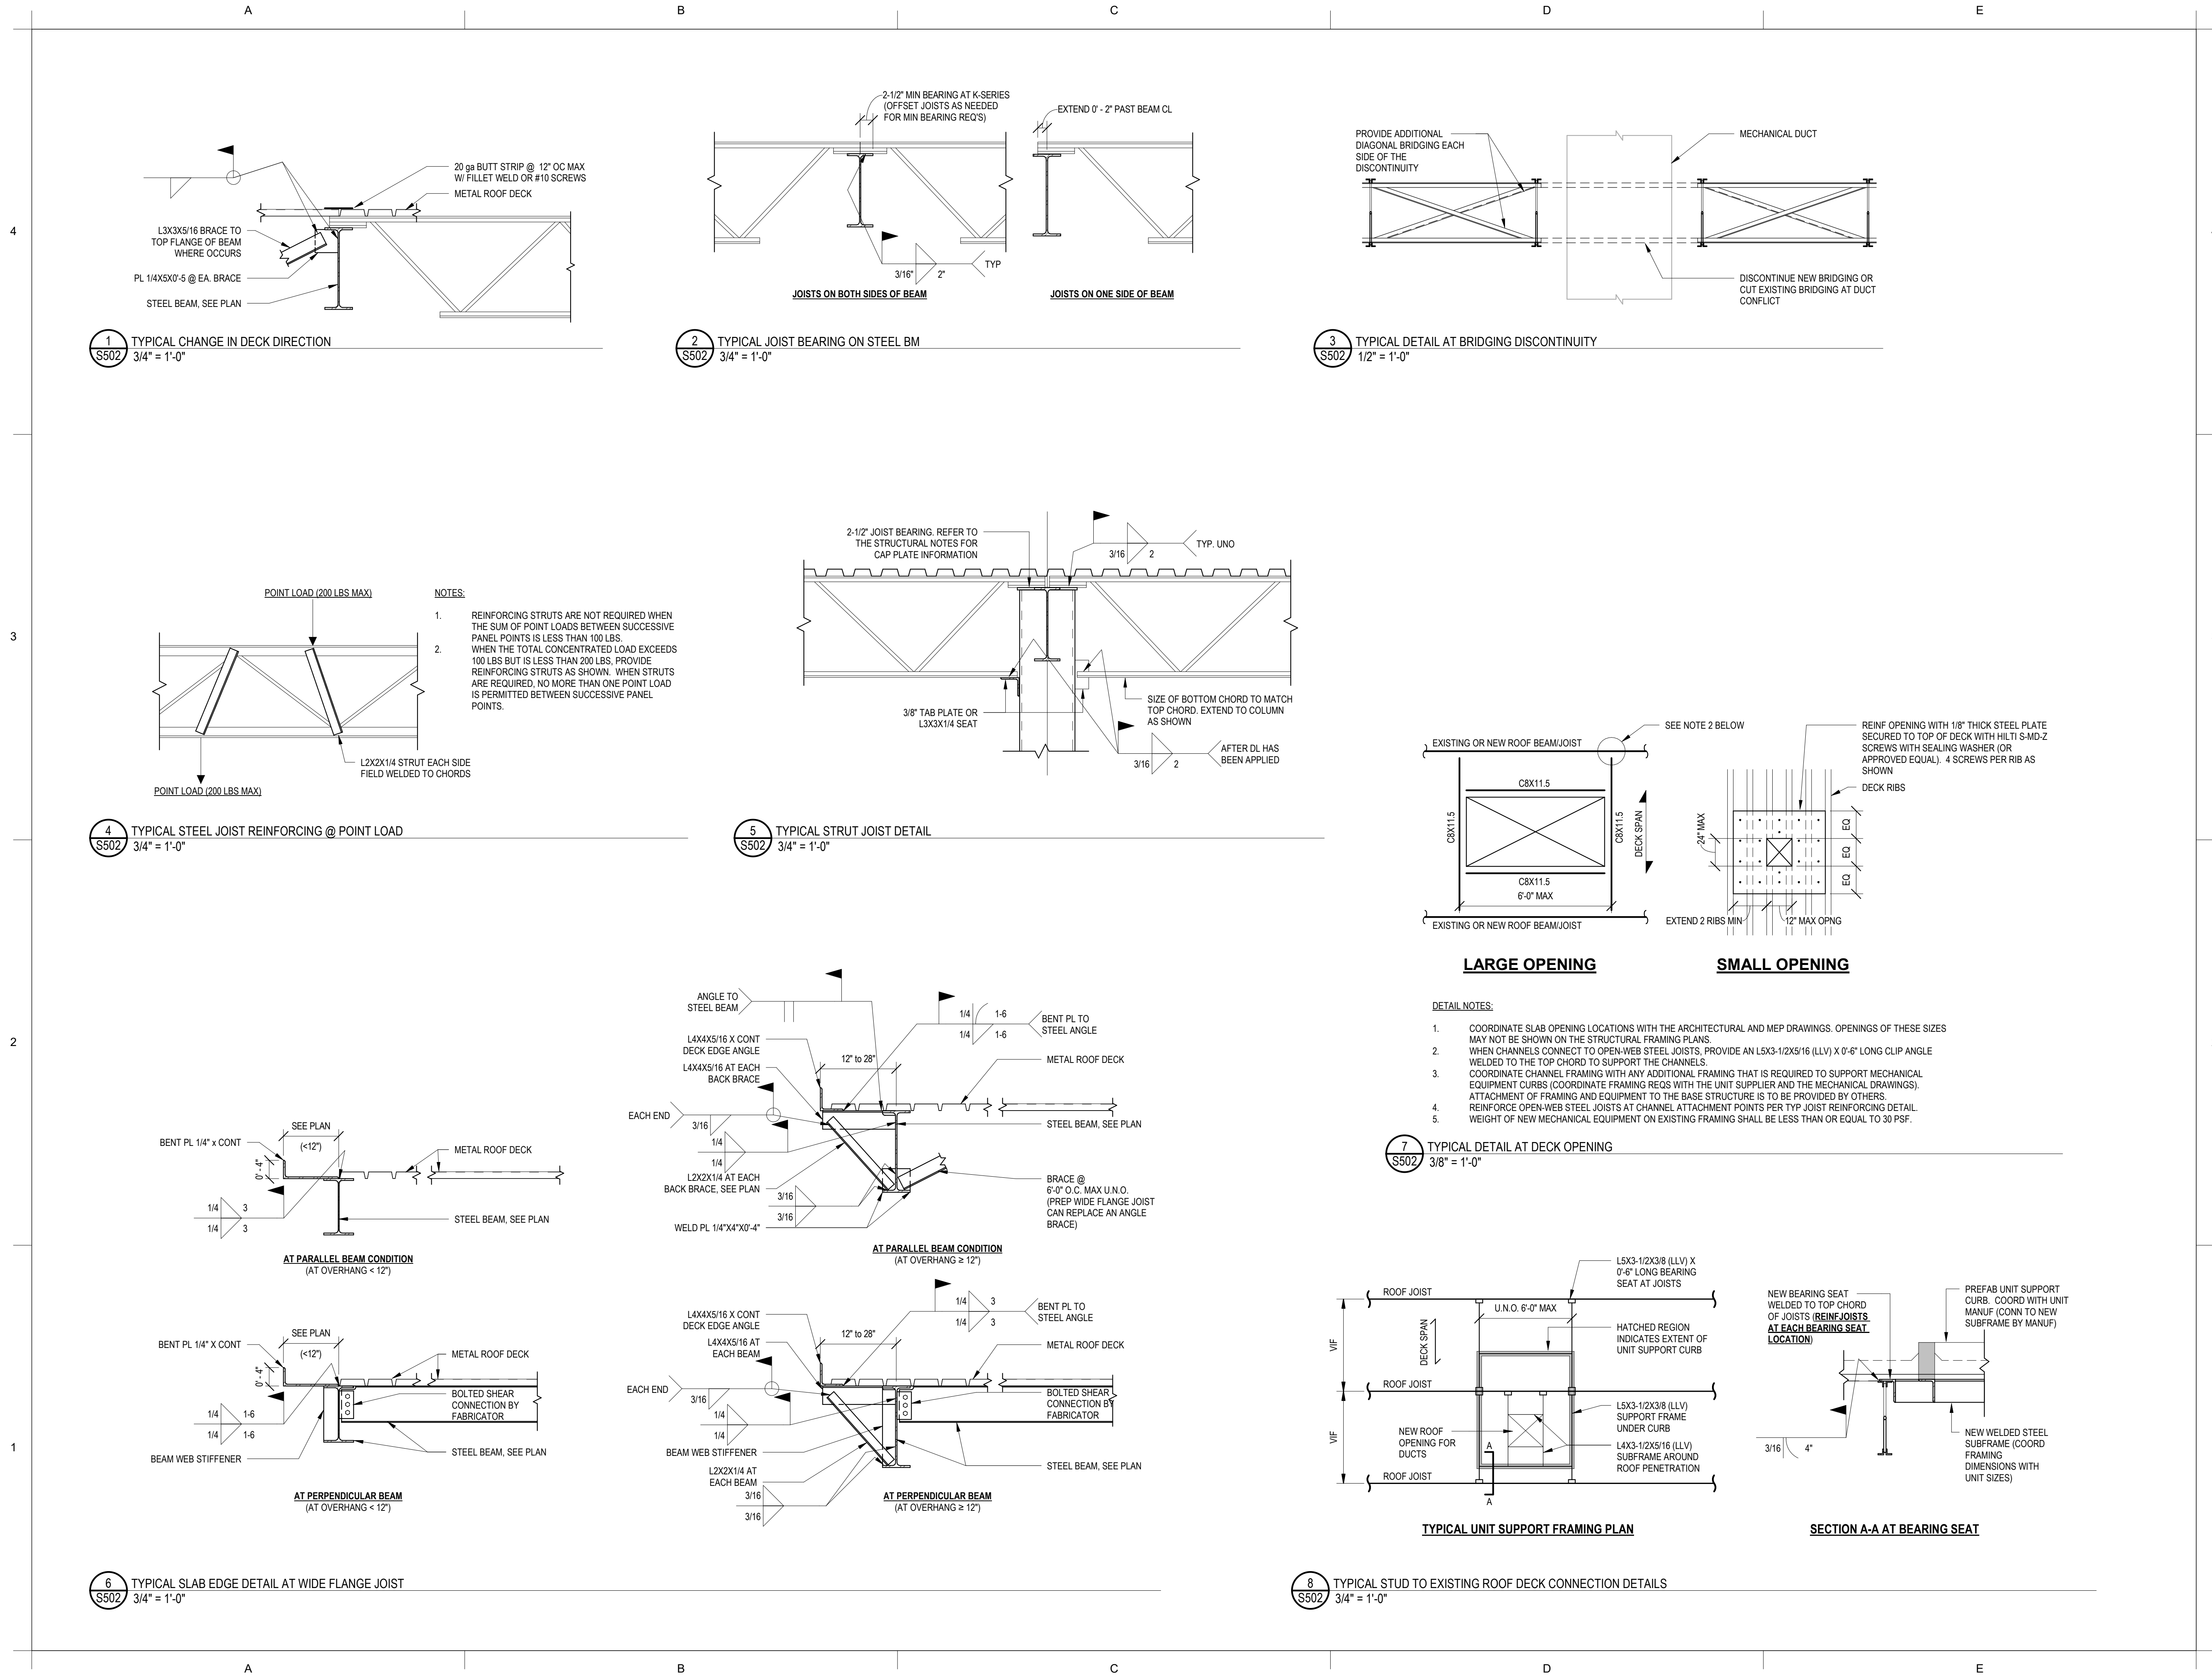 A
B
C
D
E
4
3
2
1
20 ga BUTT STRIP @ 12" OC MAX
W/ FILLET WELD OR #10 SCREWS
METAL ROOF DECK
L3X3X5/16 BRACE TO
TOP FLANGE OF BEAM
WHERE OCCURS
PL 1/4X5X0'-5 @ EA. BRACE
STEEL BEAM, SEE PLAN
1
S502
TYPICAL CHANGE IN DECK DIRECTION
3/4" = 1'-0"
2-1/2" MIN BEARING AT K-SERIES
(OFFSET JOISTS AS NEEDED
FOR MIN BEARING REQ'S)
EXTEND 0' - 2" PAST BEAM CL
3/16"
2"
TYP
JOISTS ON BOTH SIDES OF BEAM
JOISTS ON ONE SIDE OF BEAM
2
S502
TYPICAL JOIST BEARING ON STEEL BM
3/4" = 1'-0"
PROVIDE ADDITIONAL
DIAGONAL BRIDGING EACH
SIDE OF THE
DISCONTINUITY
MECHANICAL DUCT
DISCONTINUE NEW BRIDGING OR
CUT EXISTING BRIDGING AT DUCT
CONFLICT
3
S502
TYPICAL DETAIL AT BRIDGING DISCONTINUITY
1/2" = 1'-0"
POINT LOAD (200 LBS MAX)
NOTES:
1. REINFORCING STRUTS ARE NOT REQUIRED WHEN
THE SUM OF POINT LOADS BETWEEN SUCCESSIVE
PANEL POINTS IS LESS THAN 100 LBS.
2. WHEN THE TOTAL CONCENTRATED LOAD EXCEEDS
100 LBS BUT IS LESS THAN 200 LBS, PROVIDE
REINFORCING STRUTS AS SHOWN. WHEN STRUTS
ARE REQUIRED, NO MORE THAN ONE POINT LOAD
IS PERMITTED BETWEEN SUCCESSIVE PANEL
POINTS.
L2X2X1/4 STRUT EACH SIDE
FIELD WELDED TO CHORDS
POINT LOAD (200 LBS MAX)
4
S502
TYPICAL STEEL JOIST REINFORCING @ POINT LOAD
3/4" = 1'-0"
2-1/2" JOIST BEARING. REFER TO
THE STRUCTURAL NOTES FOR
CAP PLATE INFORMATION
3/16
2
TYP. UNO
3/8" TAB PLATE OR
L3X3X1/4 SEAT
SIZE OF BOTTOM CHORD TO MATCH
TOP CHORD. EXTEND TO COLUMN
AS SHOWN
3/16
2
AFTER DL HAS
BEEN APPLIED
5
S502
TYPICAL STRUT JOIST DETAIL
3/4" = 1'-0"
SEE NOTE 2 BELOW
EXISTING OR NEW ROOF BEAM/JOIST
C8X11.5
C8X11.5
C8X11.5
DECK SPAN
C8X11.5
6'-0" MAX
EXISTING OR NEW ROOF BEAM/JOIST
LARGE OPENING
REINF OPENING WITH 1/8" THICK STEEL PLATE
SECURED TO TOP OF DECK WITH HILTI S-MD-Z
SCREWS WITH SEALING WASHER (OR
APPROVED EQUAL). 4 SCREWS PER RIB AS
SHOWN
DECK RIBS
24" MAX
EQ
EQ
EQ
EXTEND 2 RIBS MIN
12" MAX OPNG
SMALL OPENING
DETAIL NOTES:
1. COORDINATE SLAB OPENING LOCATIONS WITH THE ARCHITECTURAL AND MEP DRAWINGS. OPENINGS OF THESE SIZES
MAY NOT BE SHOWN ON THE STRUCTURAL FRAMING PLANS.
2. WHEN CHANNELS CONNECT TO OPEN-WEB STEEL JOISTS, PROVIDE AN L5X3-1/2X5/16 (LLV) X 0'-6" LONG CLIP ANGLE
WELDED TO THE TOP CHORD TO SUPPORT THE CHANNELS.
3. COORDINATE CHANNEL FRAMING WITH ANY ADDITIONAL FRAMING THAT IS REQUIRED TO SUPPORT MECHANICAL
EQUIPMENT CURBS (COORDINATE FRAMING REQS WITH THE UNIT SUPPLIER AND THE MECHANICAL DRAWINGS).
ATTACHMENT OF FRAMING AND EQUIPMENT TO THE BASE STRUCTURE IS TO BE PROVIDED BY OTHERS.
4. REINFORCE OPEN-WEB STEEL JOISTS AT CHANNEL ATTACHMENT POINTS PER TYP JOIST REINFORCING DETAIL.
5. WEIGHT OF NEW MECHANICAL EQUIPMENT ON EXISTING FRAMING SHALL BE LESS THAN OR EQUAL TO 30 PSF.
7
S502
TYPICAL DETAIL AT DECK OPENING
3/8" = 1'-0"
SEE PLAN
(<12")
BENT PL 1/4" x CONT
0' - 4"
METAL ROOF DECK
1/4
3
1/4
3
STEEL BEAM, SEE PLAN
AT PARALLEL BEAM CONDITION
(AT OVERHANG < 12")
ANGLE TO
STEEL BEAM
1/4
1-6
1/4
1-6
BENT PL TO
STEEL ANGLE
L4X4X5/16 X CONT
DECK EDGE ANGLE
12" to 28"
METAL ROOF DECK
L4X4X5/16 AT EACH
BACK BRACE
EACH END
3/16
1/4
1/4
STEEL BEAM, SEE PLAN
L2X2X1/4 AT EACH
BACK BRACE, SEE PLAN
3/16
3/16
WELD PL 1/4"X4"X0'-4"
BRACE @
6'-0" O.C. MAX U.N.O.
(PREP WIDE FLANGE JOIST
CAN REPLACE AN ANGLE
BRACE)
AT PARALLEL BEAM CONDITION
(AT OVERHANG ≥ 12")
SEE PLAN
(<12")
BENT PL 1/4" X CONT
0' - 4"
METAL ROOF DECK
BOLTED SHEAR
CONNECTION BY
FABRICATOR
1/4
1-6
1/4
1-6
BEAM WEB STIFFENER
STEEL BEAM, SEE PLAN
AT PERPENDICULAR BEAM
(AT OVERHANG < 12")
1/4
3
1/4
3
BENT PL TO
STEEL ANGLE
L4X4X5/16 X CONT
DECK EDGE ANGLE
12" to 28"
L4X4X5/16 AT
EACH BEAM
METAL ROOF DECK
EACH END
3/16
1/4
1/4
BOLTED SHEAR
CONNECTION BY
FABRICATOR
BEAM WEB STIFFENER
L2X2X1/4 AT
EACH BEAM
STEEL BEAM, SEE PLAN
3/16
3/16
AT PERPENDICULAR BEAM
(AT OVERHANG ≥ 12")
6
S502
TYPICAL SLAB EDGE DETAIL AT WIDE FLANGE JOIST
3/4" = 1'-0"
L5X3-1/2X3/8 (LLV) X
0'-6" LONG BEARING
SEAT AT JOISTS
ROOF JOIST
U.N.O. 6'-0" MAX
VIF
DECK SPAN
HATCHED REGION
INDICATES EXTENT OF
UNIT SUPPORT CURB
ROOF JOIST
VIF
L5X3-1/2X3/8 (LLV)
SUPPORT FRAME
UNDER CURB
NEW ROOF
OPENING FOR
DUCTS
A
L4X3-1/2X5/16 (LLV)
SUBFRAME AROUND
ROOF PENETRATION
ROOF JOIST
A
TYPICAL UNIT SUPPORT FRAMING PLAN
NEW BEARING SEAT
WELDED TO TOP CHORD
OF JOISTS (REINFJOISTS
AT EACH BEARING SEAT
LOCATION)
PREFAB UNIT SUPPORT
CURB. COORD WITH UNIT
MANUF (CONN TO NEW
SUBFRAME BY MANUF)
3/16
4"
NEW WELDED STEEL
SUBFRAME (COORD
FRAMING
DIMENSIONS WITH
UNIT SIZES)
SECTION A-A AT BEARING SEAT
8
S502
TYPICAL STUD TO EXISTING ROOF DECK CONNECTION DETAILS
3/4" = 1'-0"
A
B
C
D
E